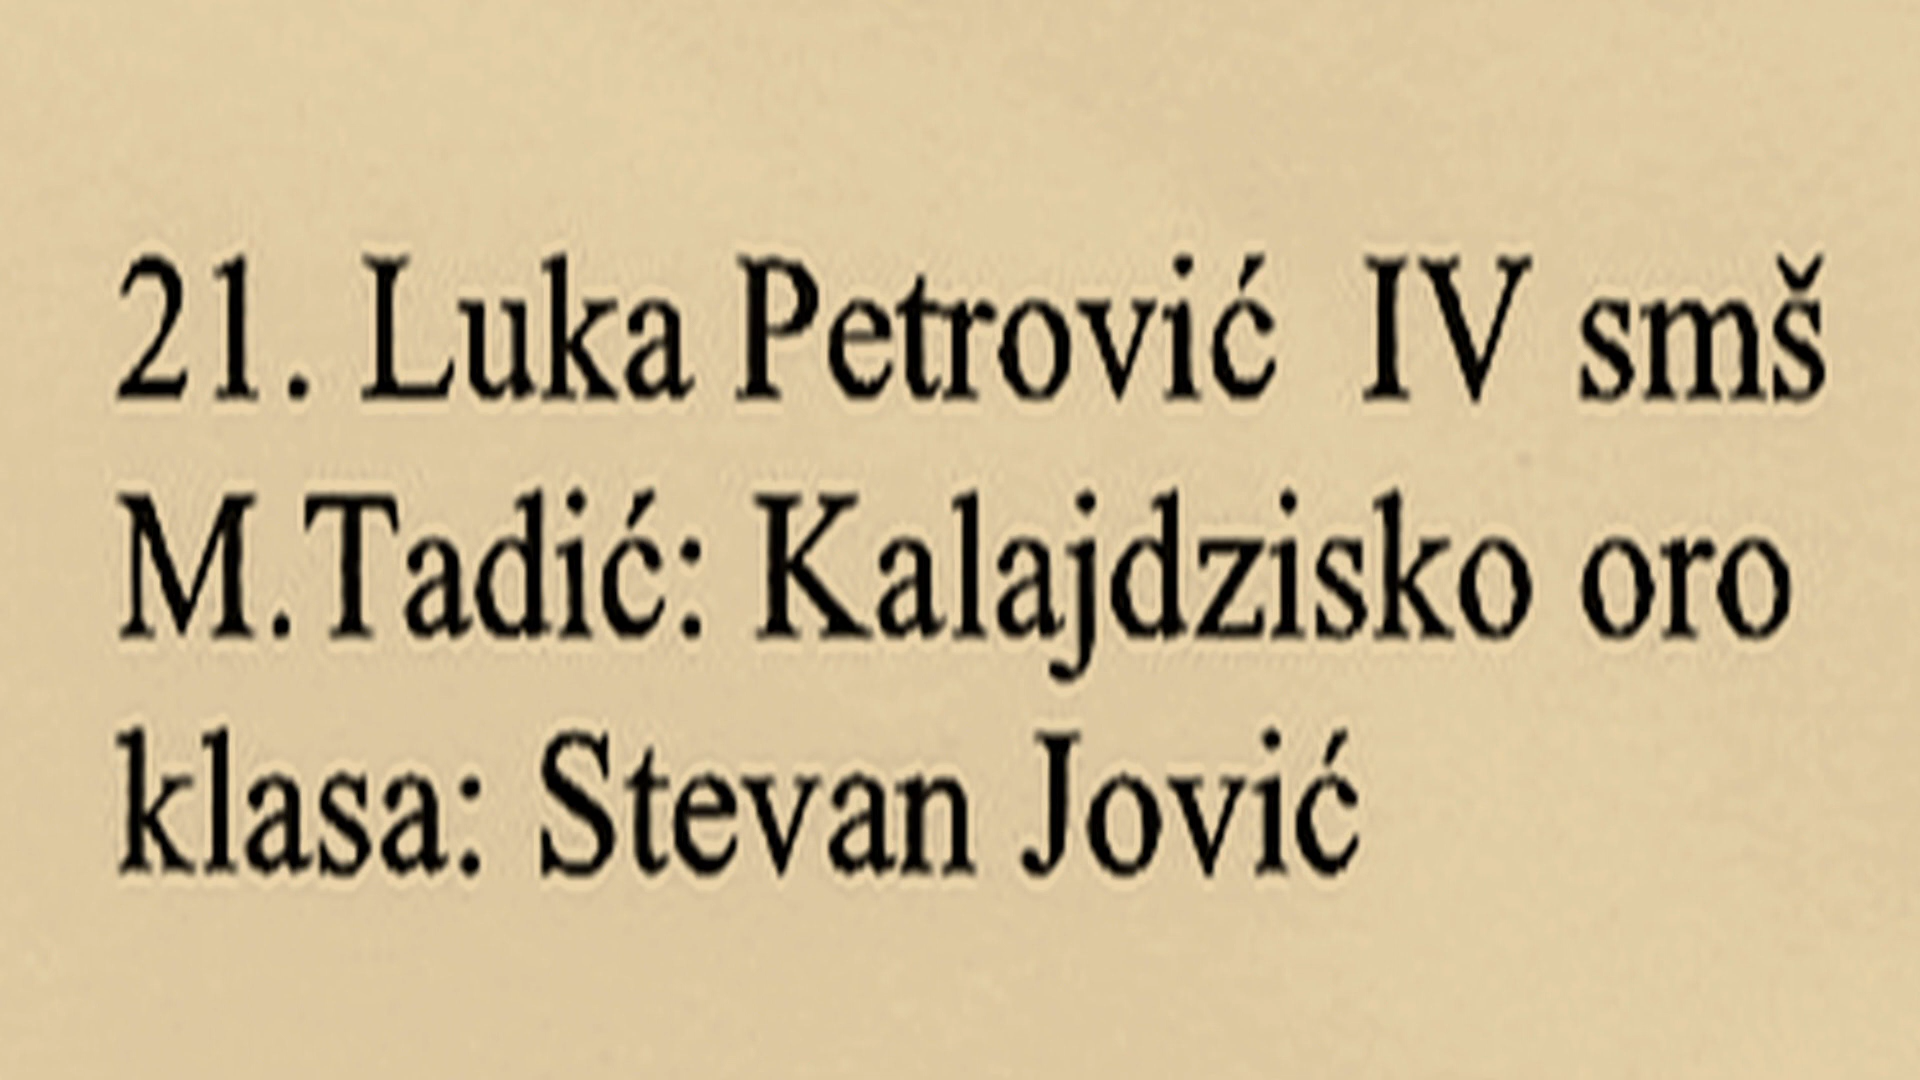 21. Luka Petrović  IV smš
M.Tadić: Kalajdzisko oro
klasa: Stevan Jović